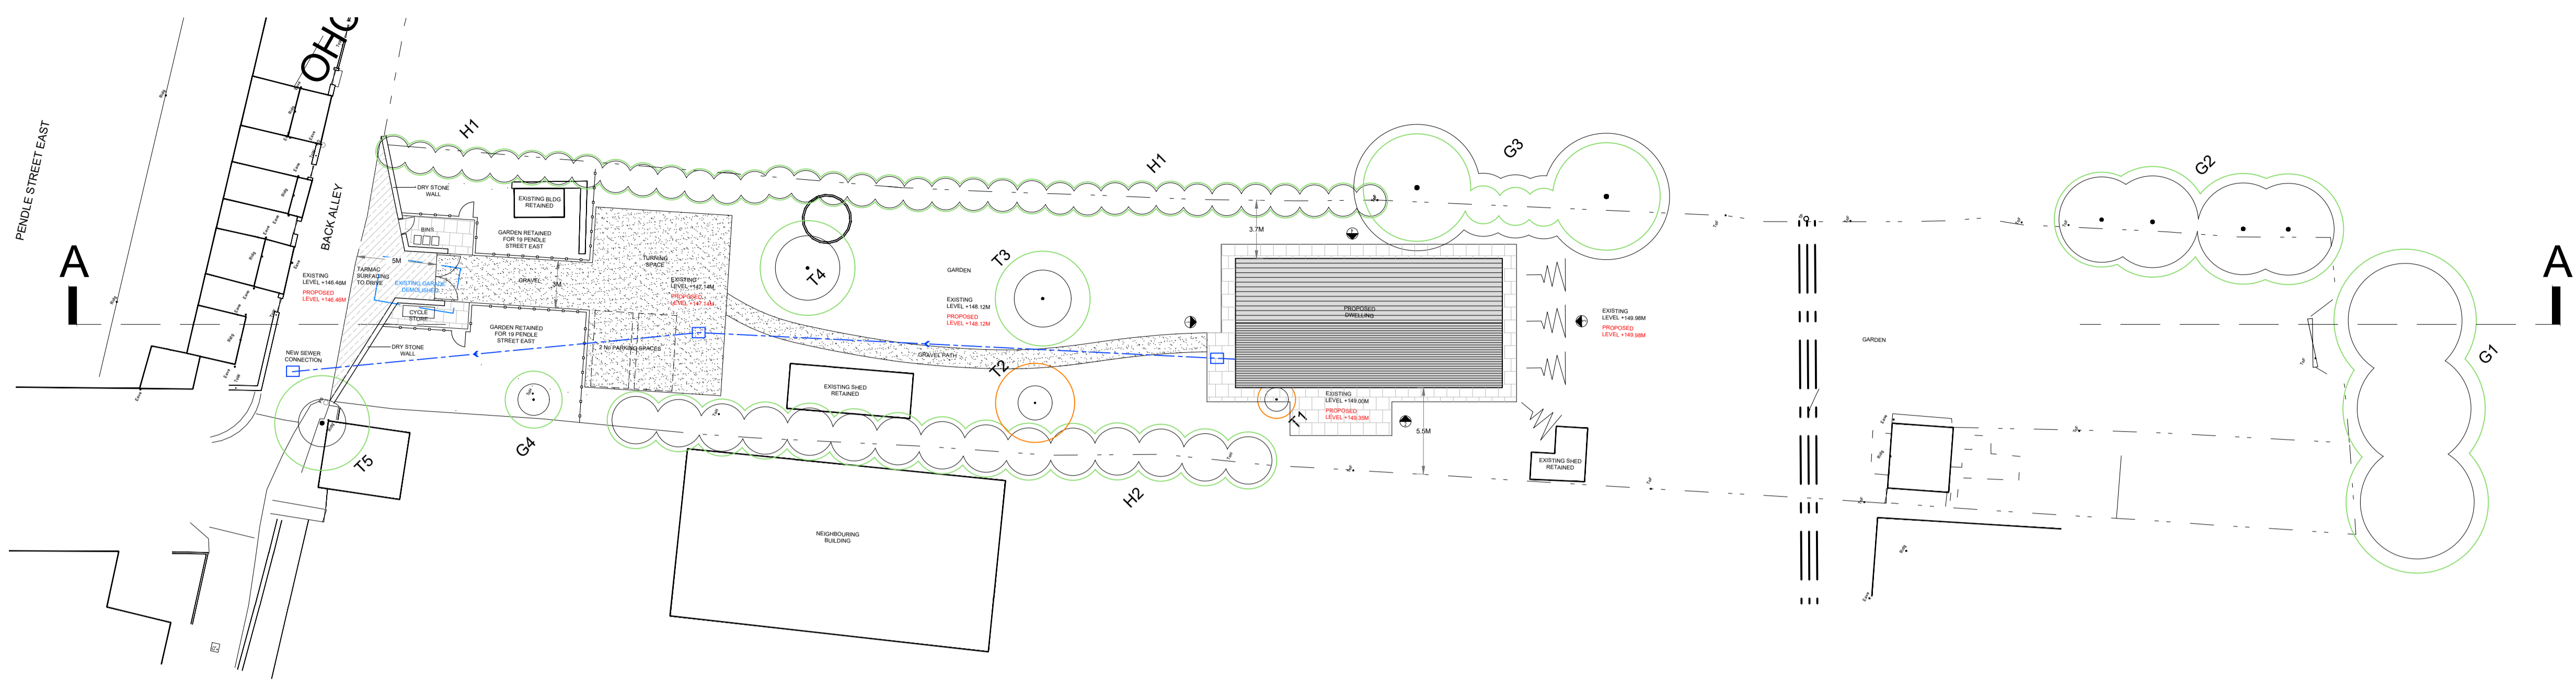 PENDLE STREET EAST
OHC
BACK ALLEY
A
H1
DRY STONE
WALL
EXISTING BLDG
RETAINED
BINS
GARDEN RETAINED
FOR 19 PENDLE
STREET EAST
5M
EXISTING
LEVEL +146.46M
PROPOSED
LEVEL +146.46M
TARMAC
SURFACING
TO DRIVE
EXISTING GARAGE
DEMOLISHED
GRAVEL
3M
CYCLE
STORE
GARDEN RETAINED
FOR 19 PENDLE
STREET EAST
DRY STONE
WALL
NEW SEWER
CONNECTION
TURNING
SPACE
EXISTING
LEVEL +147.14M
PROPOSED
LEVEL +147.14M
2 No PARKING SPACES
T5
G4
T4
GARDEN
EXISTING
LEVEL +148.12M
PROPOSED
LEVEL +148.12M
T3
H1
GRAVEL PATH
T2
EXISTING SHED
RETAINED
NEIGHBOURING
BUILDING
H2
3.7M
G3
PROPOSED
DWELLING
T1
EXISTING
LEVEL +149.00M
PROPOSED
LEVEL +149.35M
5.5M
EXISTING SHED
RETAINED
EXISTING
LEVEL +149.98M
PROPOSED
LEVEL +149.98M
GARDEN
G2
G1
A